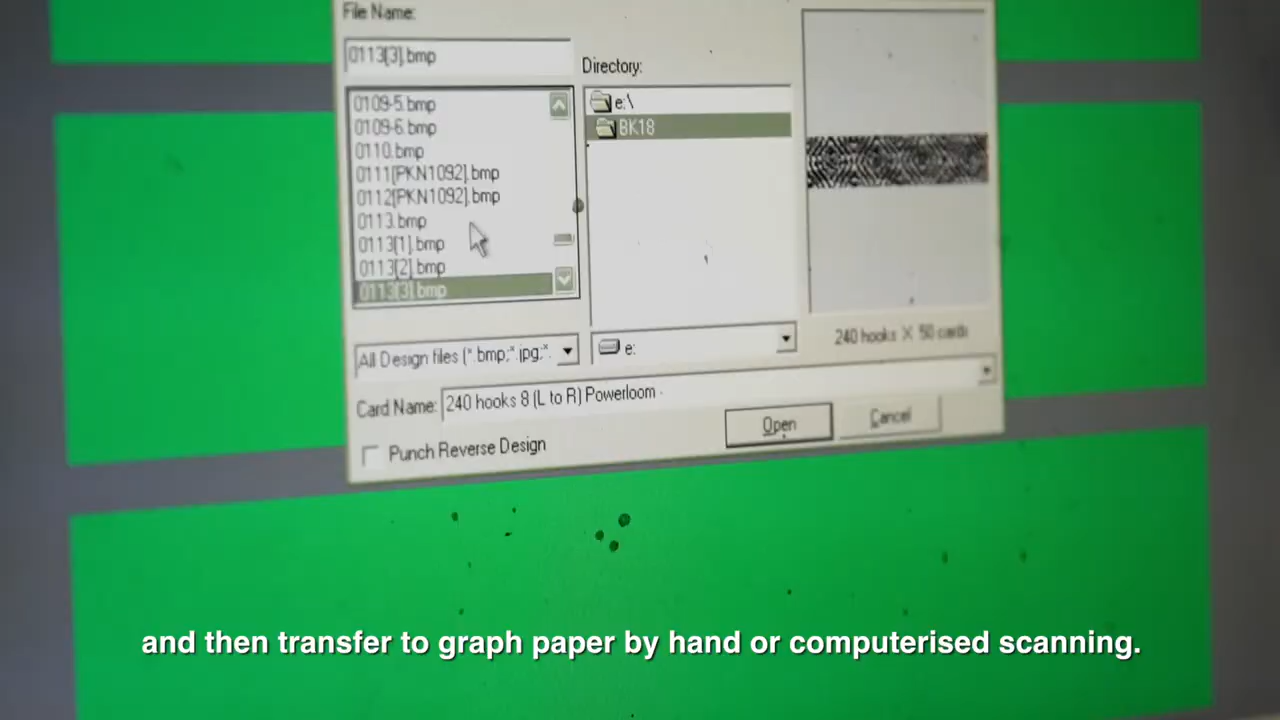 File Name:
0113[3].bmp
Directory:
0109-5.bmp
0109-6.bmp
0110.bmp
0111[PKN1092].bmp
0112[PKN1092].bmp
0113.bmp
0113[1].bmp
0113[2].bmp
0113[3].bmp
e:\
BK18
240 hooks X 50 cards
All Design files (*.bmp;*.jpg;*.
e:
Card Name:
240 hooks 8 (L to R) Powerloom
Open
Cancel
Punch Reverse Design
and then transfer to graph paper by hand or computerised scanning.